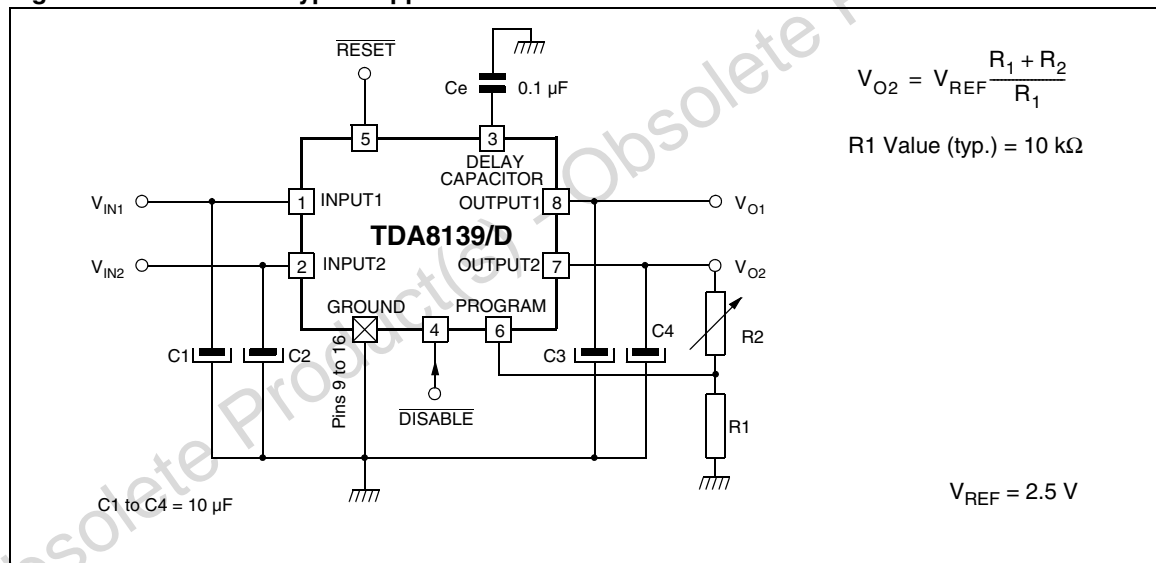 RESET
Ce 0.1 µF
V_O2 = V_REF (R_1 + R_2) / R_1
R1 Value (typ.) = 10 kΩ
5
3
DELAY
CAPACITOR
V_IN1
1
INPUT1
OUTPUT1
8
V_O1
TDA8139/D
V_IN2
2
INPUT2
OUTPUT2
7
V_O2
GROUND
PROGRAM
4
6
C1
C2
Pins 9 to 16
C3
C4
R2
DISABLE
R1
C1 to C4 = 10 µF
V_REF = 2.5 V
Obsolete Product(s) - Obsolete